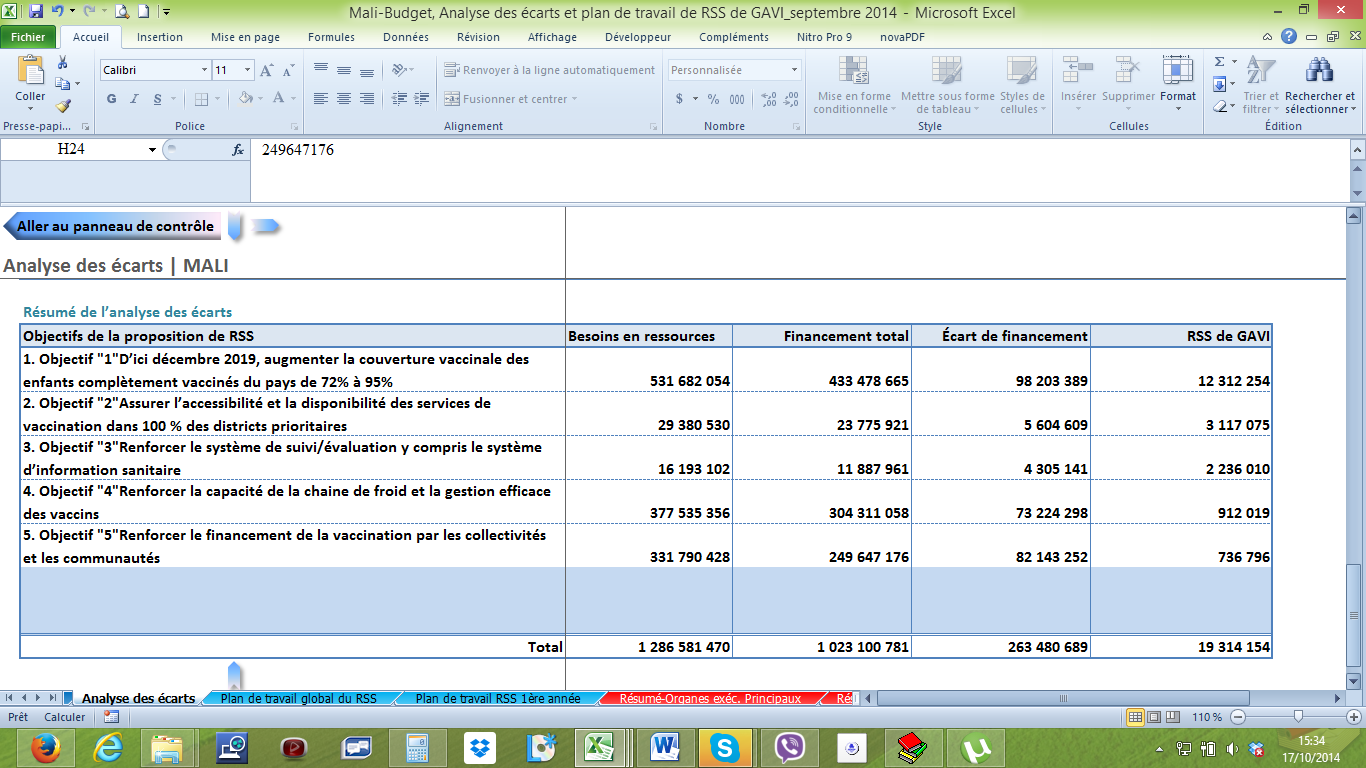 Mali-Budget, Analyse des écarts et plan de travail de RSS de GAVI_septembre 2014 - Microsoft Excel
Fichier Accueil Insertion Mise en page Formules Données Révision Affichage Développeur Compléments Nitro Pro 9 novaPDF
Coller
Presse-papi...
Calibri 11
G I S
Police
Renvoyer à la ligne automatiquement
Fusionner et centrer
Alignement
Personnalisée
$ % 000
Nombre
Mise en forme conditionnelle
Mettre sous forme de tableau
Styles de cellules
Style
Insérer Supprimer Format
Cellules
Trier et filtrer
Rechercher et sélectionner
Édition
H24 fx 249647176
Aller au panneau de contrôle
Analyse des écarts | MALI
Résumé de l’analyse des écarts
Objectifs de la proposition de RSS Besoins en ressources Financement total Écart de financement RSS de GAVI
1. Objectif "1"D’ici décembre 2019, augmenter la couverture vaccinale des
enfants complètement vaccinés du pays de 72% à 95% 531 682 054 433 478 665 98 203 389 12 312 254
2. Objectif "2"Assurer l’accessibilité et la disponibilité des services de
vaccination dans 100 % des districts prioritaires 29 380 530 23 775 921 5 604 609 3 117 075
3. Objectif "3"Renforcer le système de suivi/évaluation y compris le système
d’information sanitaire 16 193 102 11 887 961 4 305 141 2 236 010
4. Objectif "4"Renforcer la capacité de la chaine de froid et la gestion efficace
des vaccins 377 535 356 304 311 058 73 224 298 912 019
5. Objectif "5"Renforcer le financement de la vaccination par les collectivités
et les communautés 331 790 428 249 647 176 82 143 252 736 796
Total 1 286 581 470 1 023 100 781 263 480 689 19 314 154
Analyse des écarts Plan de travail global du RSS Plan de travail RSS 1ère année Résumé-Organes exéc. Principaux Rés
Prêt Calculer 110 %
15:34
17/10/2014